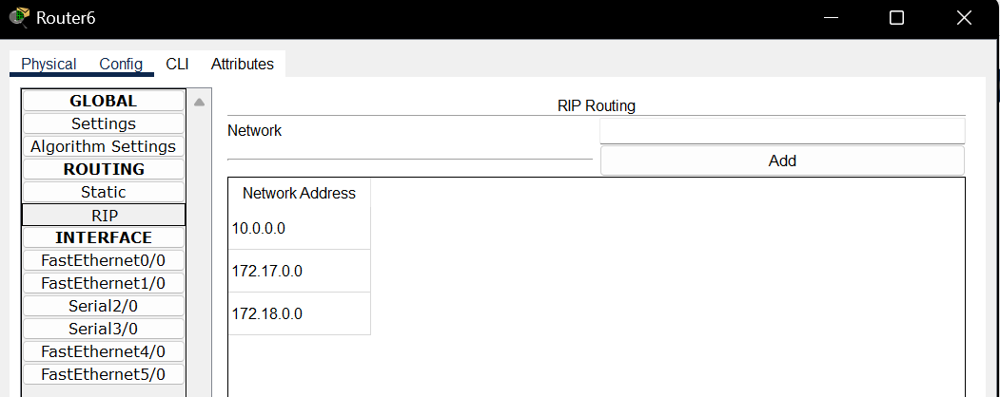 Router6
Physical Config CLI Attributes
GLOBAL
Settings
Algorithm Settings
ROUTING
Static
RIP
INTERFACE
FastEthernet0/0
FastEthernet1/0
Serial2/0
Serial3/0
FastEthernet4/0
FastEthernet5/0
RIP Routing
Network
Add
Network Address
10.0.0.0
172.17.0.0
172.18.0.0